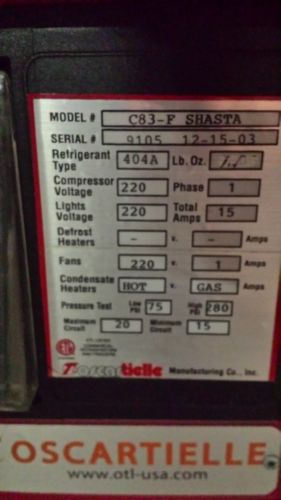 MODEL # C83-F SHASTA
SERIAL # 9105 12-15-03
Refrigerant Type 404A Lb. Oz.
Compressor Voltage 220 Phase 1
Lights Voltage 220 Total Amps 15
Defrost Heaters - v. - Amps
Fans 220 v. 1 Amps
Condensate Heaters HOT v. GAS Amps
Pressure Test Low PSI 75 High PSI 280
Maximum Circuit 20 Minimum Circuit 15
Oscartielle Manufacturing Co., Inc.
OSCARTIELLE
www.otl-usa.com